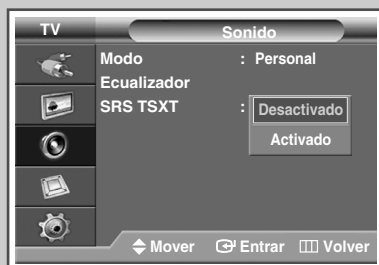 TV
Sonido
Modo : Personal
Ecualizador
SRS TSXT : Desactivado
Activado
Mover Entrar Volver